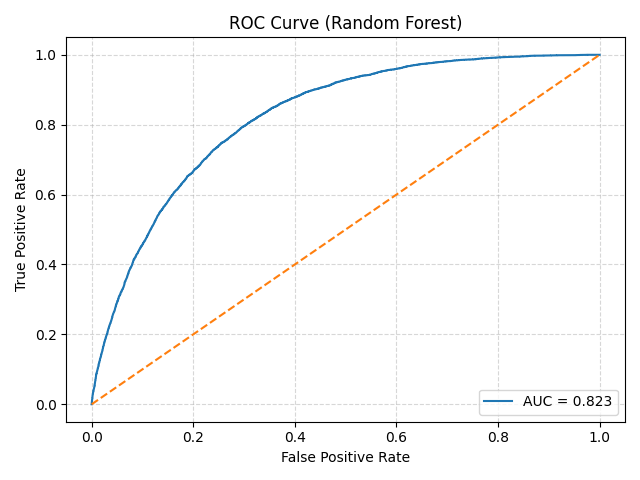 ROC Curve (Random Forest)
True Positive Rate
1.0
0.8
0.6
0.4
0.2
0.0
AUC = 0.823
0.0 0.2 0.4 0.6 0.8 1.0
False Positive Rate